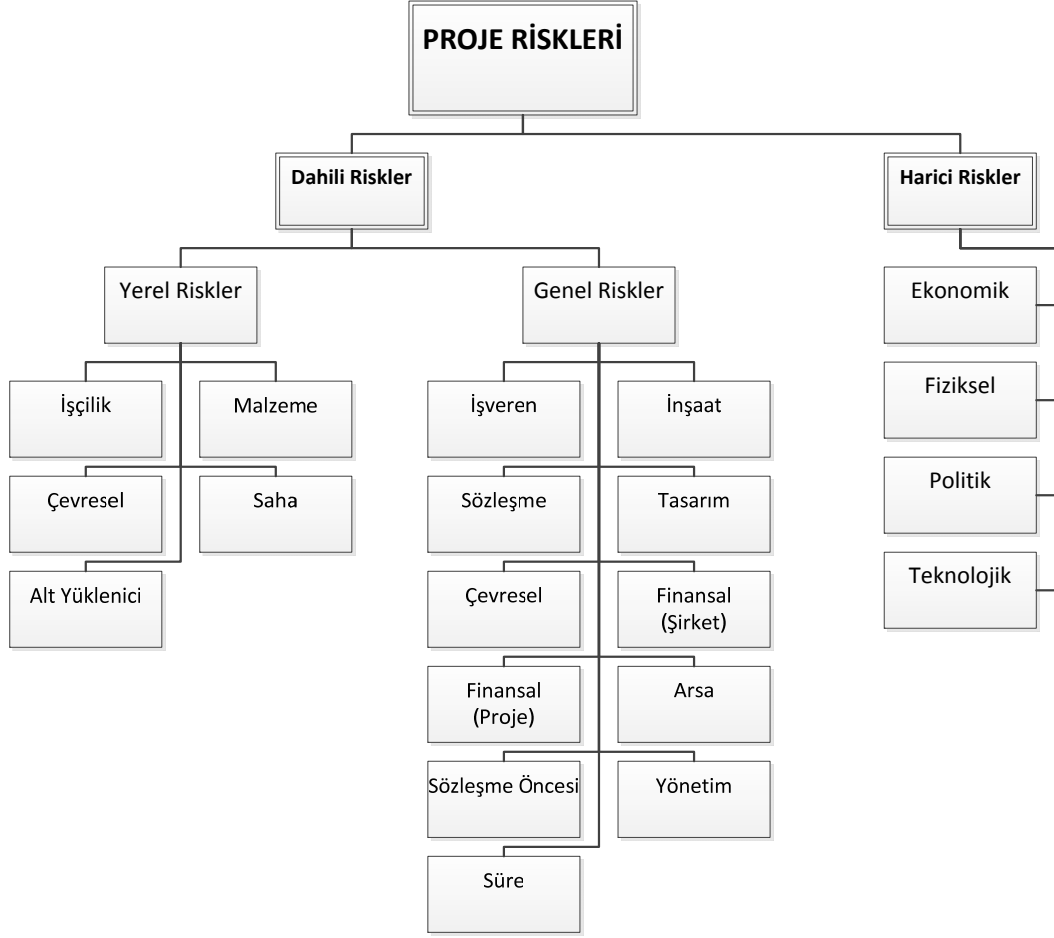 PROJE RİSKLERİ
Dahili Riskler
Harici Riskler
Yerel Riskler
Genel Riskler
Ekonomik
İşçilik
Malzeme
İşveren
İnşaat
Fiziksel
Çevresel
Saha
Sözleşme
Tasarım
Politik
Alt Yüklenici
Çevresel
Finansal
(Şirket)
Teknolojik
Finansal
(Proje)
Arsa
Sözleşme Öncesi
Yönetim
Süre